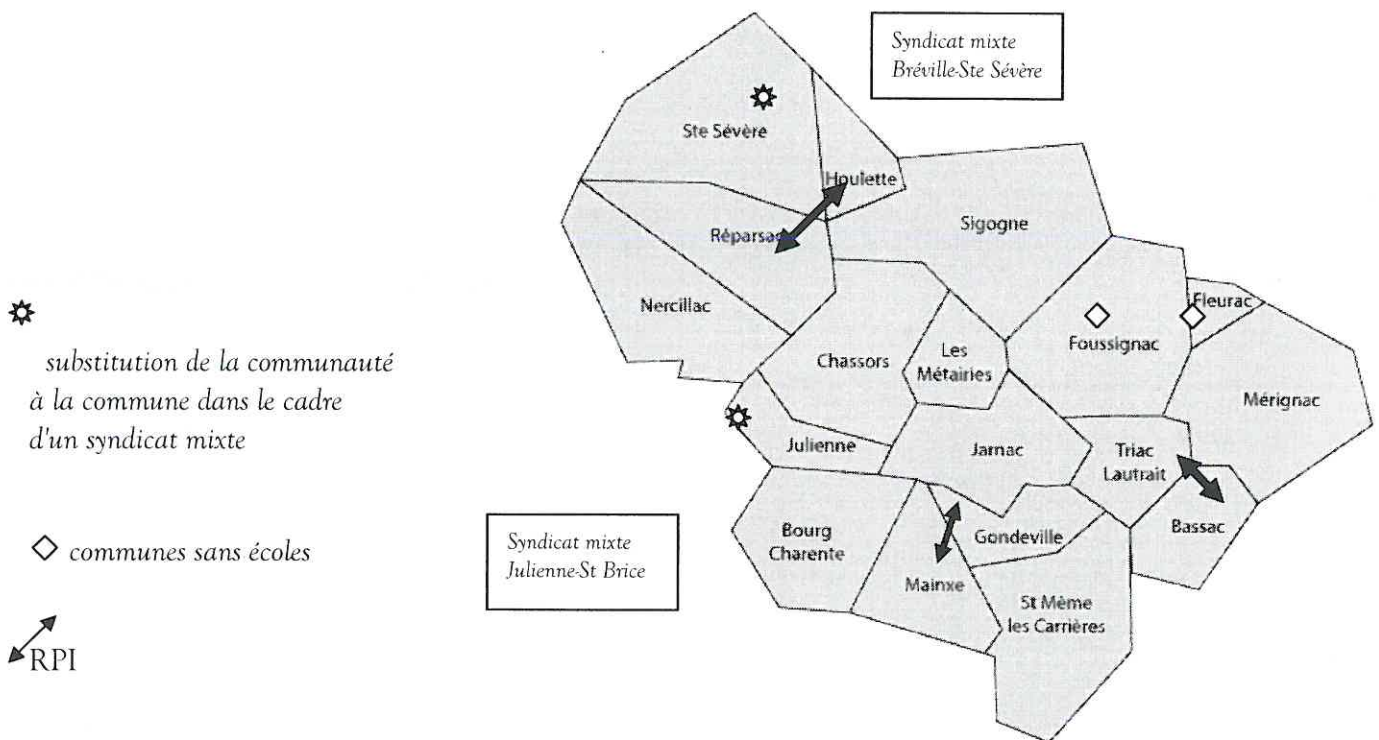 Syndicat mixte
Bréville-Ste Sévère
Ste Sévère
Houlette
Sigogne
Réparsac
Nercillac
Fleurac
Foussignac
Chassors
Les
Métairies
Mérignac
Julienne
Jarnac
Triac
Lautrait
Bassac
Bourg
Charente
Gondeville
Mainxe
St Mème
les Carrières
Syndicat mixte
Julienne-St Brice
substitution de la communauté
à la commune dans le cadre
d'un syndicat mixte
communes sans écoles
RPI